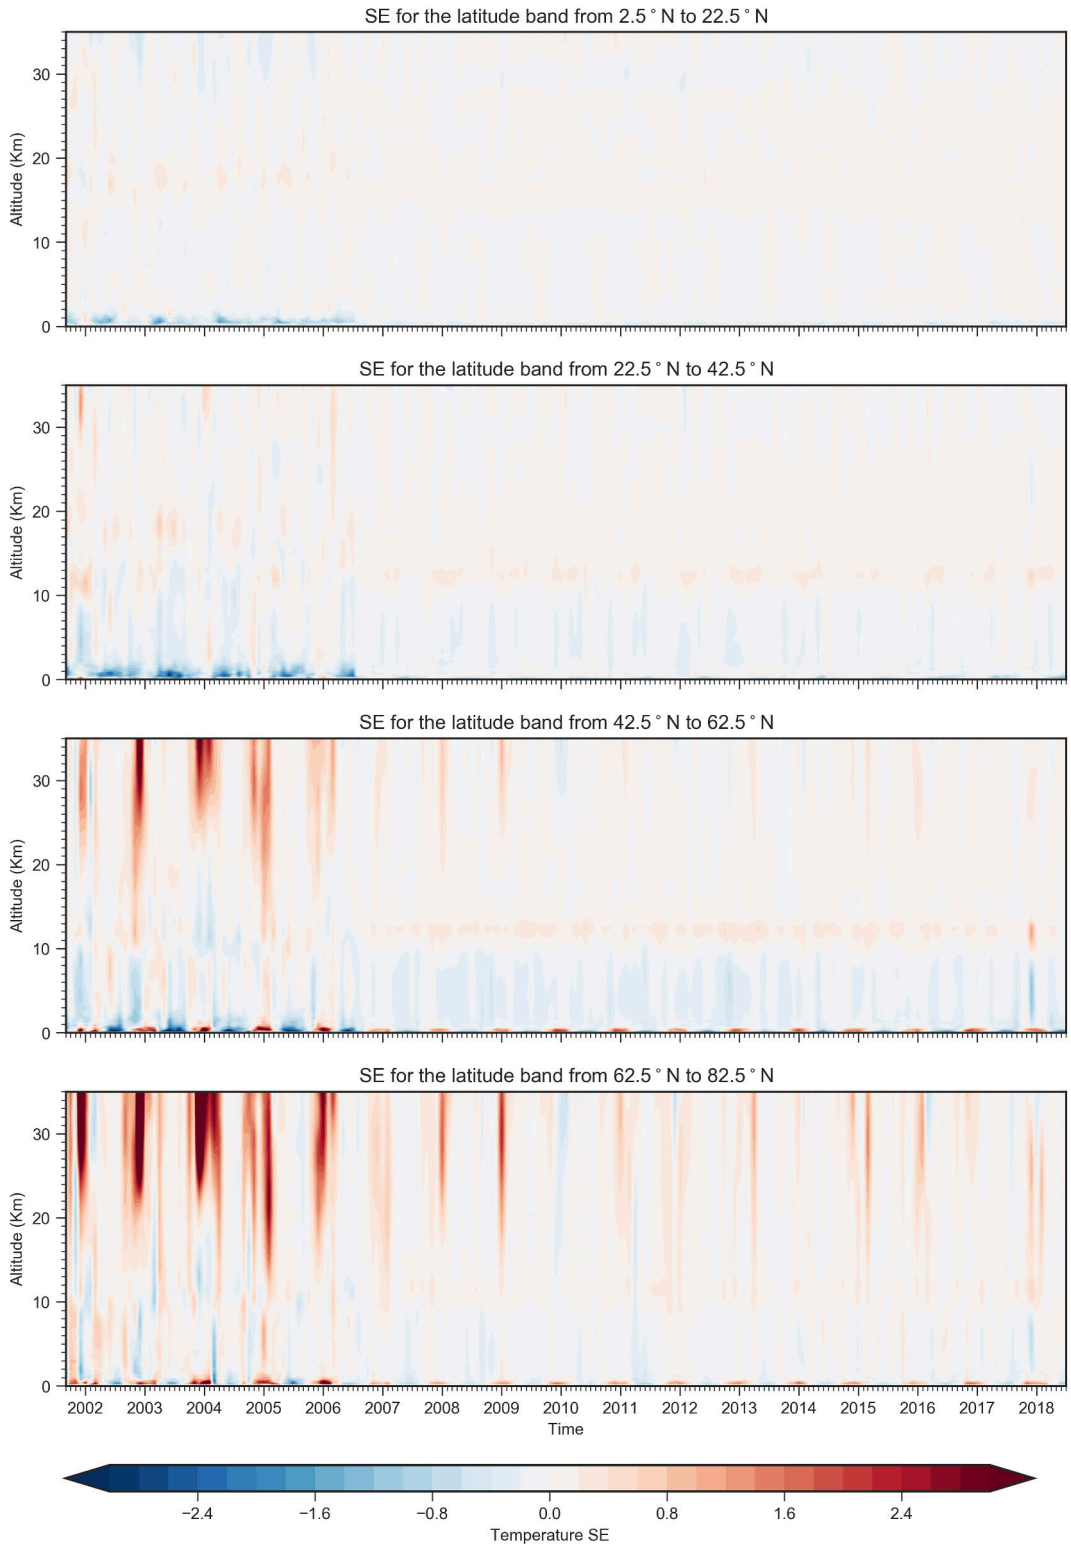 SE for the latitude band from 2.5°N to 22.5°N
30
20
10
0
Altitude (Km)
SE for the latitude band from 22.5°N to 42.5°N
30
20
10
0
Altitude (Km)
SE for the latitude band from 42.5°N to 62.5°N
30
20
10
0
Altitude (Km)
SE for the latitude band from 62.5°N to 82.5°N
30
20
10
0
Altitude (Km)
2002 2003 2004 2005 2006 2007 2008 2009 2010 2011 2012 2013 2014 2015 2016 2017 2018
Time
−2.4 −1.6 −0.8 0.0 0.8 1.6 2.4
Temperature SE